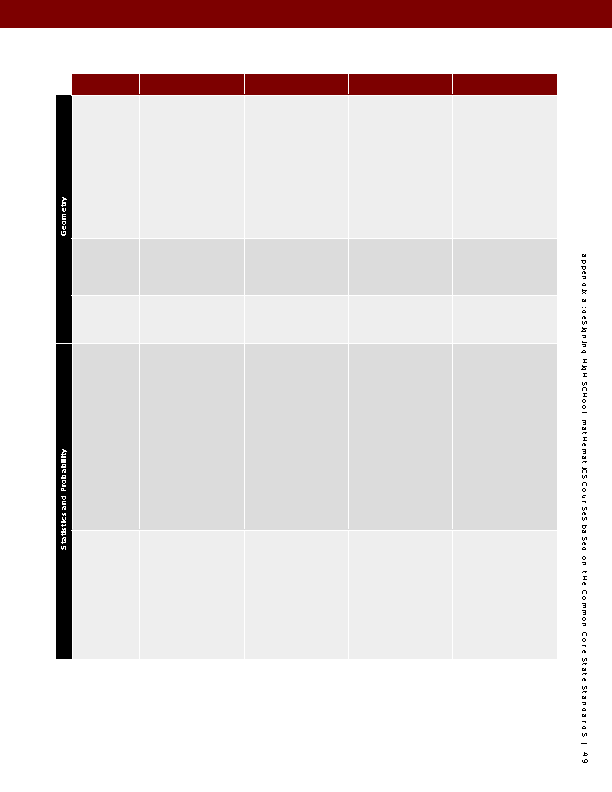 Geometry
Statistics and Probability
appendix a: deSigning HigH SCHool matHematiCS CourSeS baSed on tHe Common Core State StandardS | 49